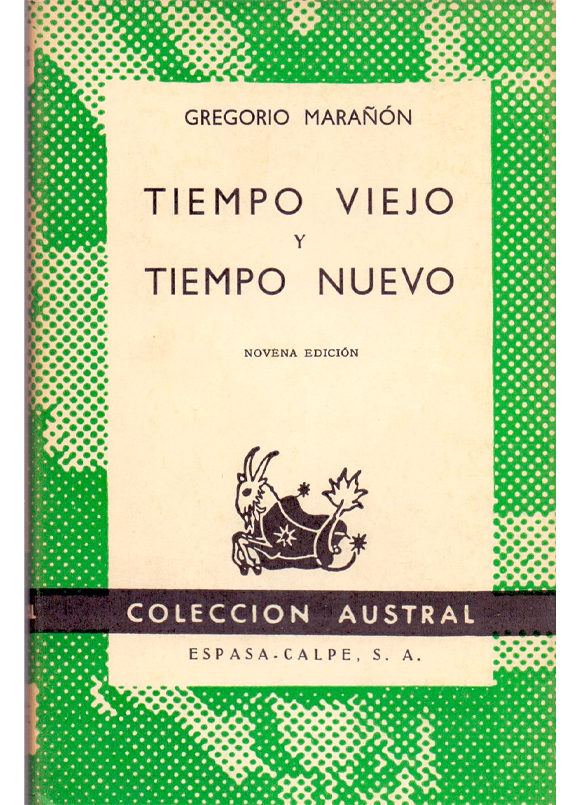 GREGORIO MARAÑÓN
TIEMPO VIEJO
Y
TIEMPO NUEVO
NOVENA EDICIÓN
COLECCION AUSTRAL
ESPASA-CALPE, S. A.